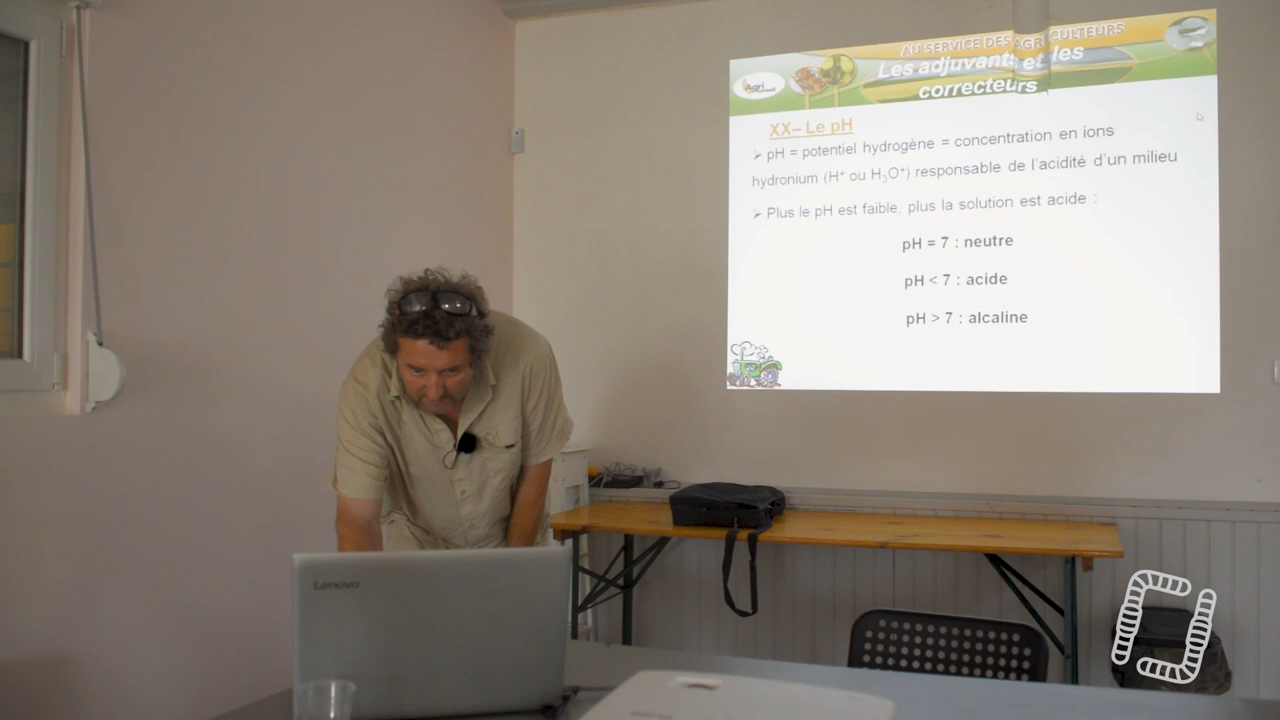 AU SERVICE DES AGRICULTEURS
Les adjuvants et les
correcteurs
Agri
XX– Le pH
➢ pH = potentiel hydrogène = concentration en ions
hydronium (H⁺ ou H₃O⁺) responsable de l'acidité d'un milieu
➢ Plus le pH est faible, plus la solution est acide :
pH = 7 : neutre
pH < 7 : acide
pH > 7 : alcaline
Lenovo